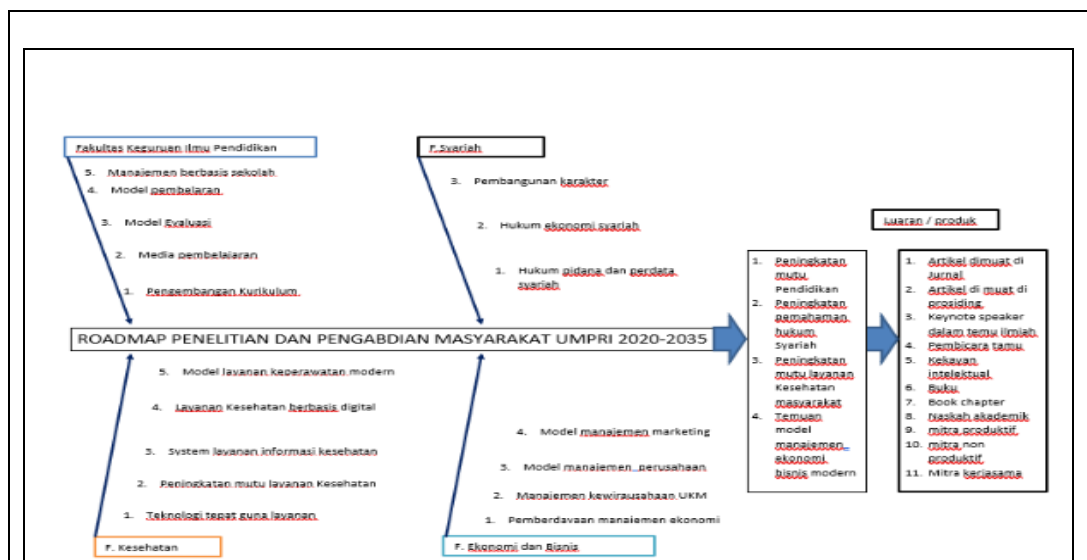 Fakultas Keguruan Ilmu Pendidikan
5. Manajemen berbasis sekolah
4. Model pembelaran
3. Model Evaluasi
2. Media pembelajaran
1. Pengembangan Kurikulum
F.Syariah
3. Pembangunan karakter
2. Hukum ekonomi syariah
1. Hukum pidana dan perdata
syariah
ROADMAP PENELITIAN DAN PENGABDIAN MASYARAKAT UMPRI 2020-2035
5. Model layanan keperawatan modern
4. Layanan Kesehatan berbasis digital
3. System layanan informasi kesehatan
2. Peningkatan mutu layanan Kesehatan
1. Teknologi tepat guna layanan
F. Kesehatan
4. Model manajemen marketing
3. Model manajemen perusahaan
2. Manajemen kewirausahaan UKM
1. Pemberdayaan manajemen ekonomi
F. Ekonomi dan Bisnis
1. Peningkatan
mutu
Pendidikan
2. Peningkatan
pemahaman
hukum
Syariah
3. Peningkatan
mutu layanan
Kesehatan
masyarakat
4. Temuan
model
manajemen
ekonomi
bisnis modern
Luaran / produk
1. Artikel dimuat di
Jurnal
2. Artikel di muat di
prosiding
3. Keynote speaker
dalam temu ilmiah
4. Pembicara tamu
5. Kekayan
intelektual
6. Buku
7. Book chapter
8. Naskah akademik
9. mitra produktif
10. mitra non
produktif
11. Mitra kerjasama